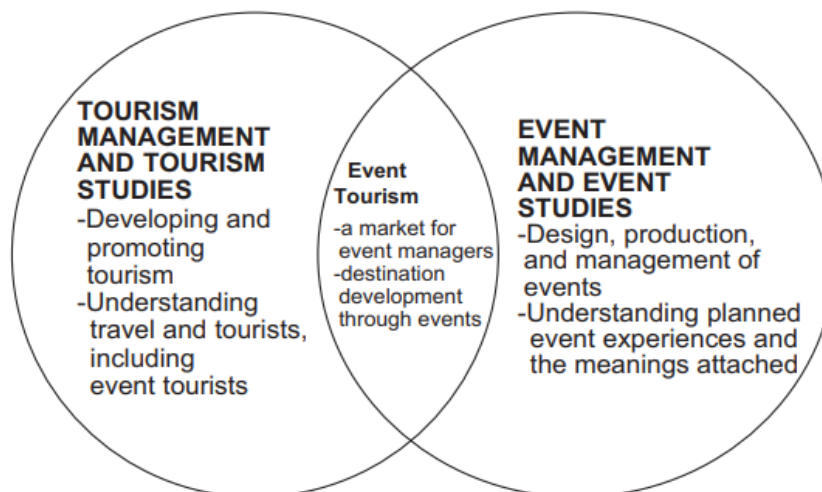 TOURISM
MANAGEMENT
AND TOURISM
STUDIES
-Developing and
promoting
tourism
-Understanding
travel and tourists,
including
event tourists
Event
Tourism
-a market for
event managers
-destination
development
through events
EVENT
MANAGEMENT
AND EVENT
STUDIES
-Design, production,
and management of
events
-Understanding planned
event experiences and
the meanings attached